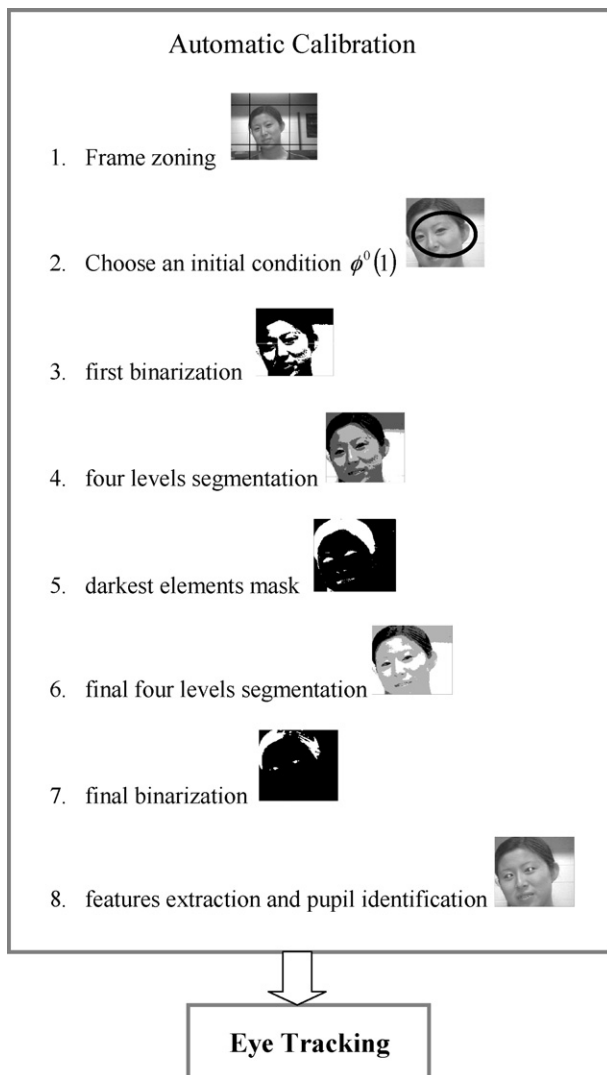 Automatic Calibration
1. Frame zoning
2. Choose an initial condition ϕ⁰(1)
3. first binarization
4. four levels segmentation
5. darkest elements mask
6. final four levels segmentation
7. final binarization
8. features extraction and pupil identification
Eye Tracking